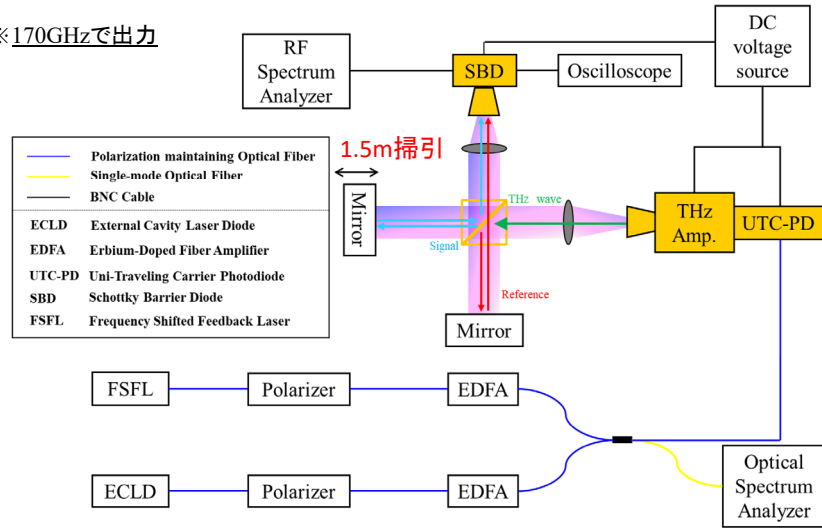 ※170GHzで出力
RF
Spectrum
Analyzer
SBD
Oscilloscope
DC
voltage
source
Polarization maintaining Optical Fiber
Single-mode Optical Fiber
BNC Cable
ECLD External Cavity Laser Diode
EDFA Erbium-Doped Fiber Amplifier
UTC-PD Uni-Traveling Carrier Photodiode
SBD Schottky Barrier Diode
FSFL Frequency Shifted Feedback Laser
1.5m掃引
Mirror
THz wave
Signal
Reference
Mirror
THz
Amp.
UTC-PD
FSFL
Polarizer
EDFA
ECLD
Polarizer
EDFA
Optical
Spectrum
Analyzer